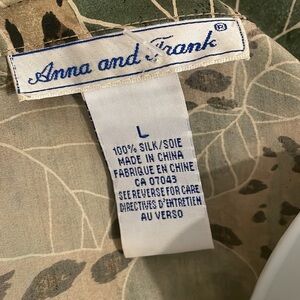 Anna and Frank®
L
100% SILK/SOIE
MADE IN CHINA
FABRIQUE EN CHINE
CA 07043
SEE REVERSE FOR CARE
DIRECTIVES D'ENTRETIEN
AU VERSO